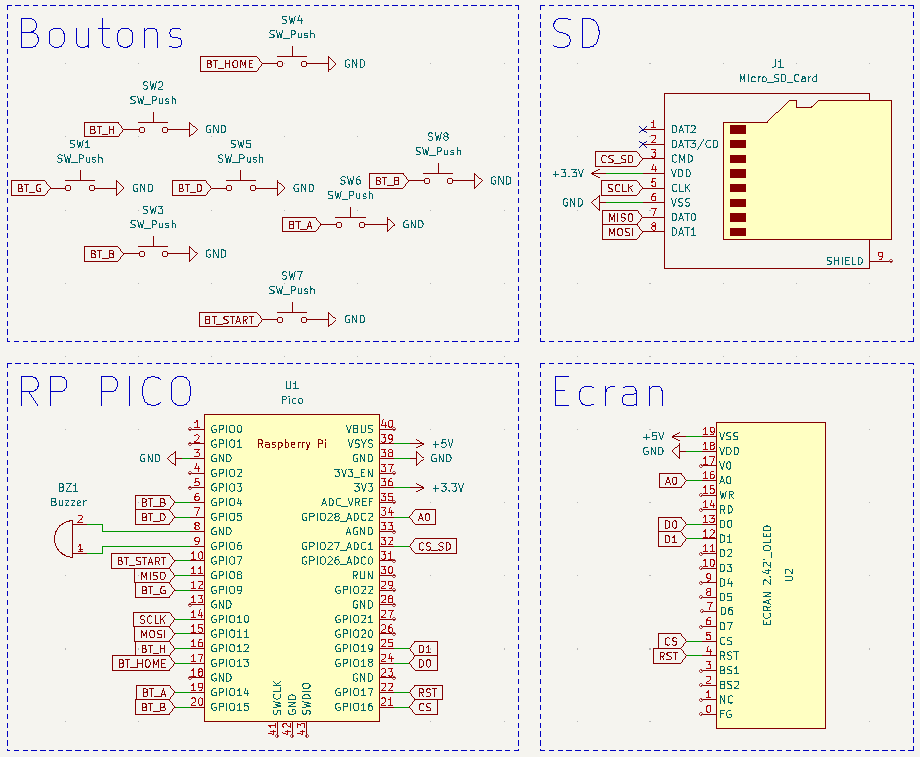 Boutons
SW4
SW_Push
BT_HOME
GND
SW2
SW_Push
BT_H
GND
SW1
SW_Push
BT_G
GND
SW5
SW_Push
BT_D
GND
SW8
SW_Push
BT_B
GND
SW6
SW_Push
BT_A
GND
SW3
SW_Push
BT_B
GND
SW7
SW_Push
BT_START
GND
SD
J1
Micro_SD_Card
1 DAT2
2 DAT3/CD
CS_SD 3 CMD
+3.3V 4 VDD
SCLK 5 CLK
GND 6 VSS
MISO 7 DAT0
MOSI 8 DAT1
SHIELD 9
RP PICO
U1
Pico
Raspberry Pi
1 GPIO0
2 GPIO1
GND 3 GND
4 GPIO2
5 GPIO3
BT_B 6 GPIO4
BT_D 7 GPIO5
8 GND
9 GPIO6
BT_START 10 GPIO7
MISO 11 GPIO8
BT_G 12 GPIO9
13 GND
SCLK 14 GPIO10
MOSI 15 GPIO11
BT_H 16 GPIO12
BT_HOME 17 GPIO13
18 GND
BT_A 19 GPIO14
BT_B 20 GPIO15
BZ1
Buzzer
2
1
VBUS 40
VSYS 39 +5V
GND 38 GND
3V3_EN 37
3V3 36 +3.3V
ADC_VREF 35
GPIO28_ADC2 34 A0
AGND 33
GPIO27_ADC1 32 CS_SD
GPIO26_ADC0 31
RUN 30
GPIO22 29
GND 28
GPIO21 27
GPIO20 26
GPIO19 25 D1
GPIO18 24 D0
GND 23
GPIO17 22 RST
GPIO16 21 CS
SWCLK 41
GND 42
SWDIO 43
Ecran
+5V 19 VSS
GND 18 VDD
17 V0
A0 16 A0
15 WR
14 RD
D0 13 D0
D1 12 D1
11 D2
10 D3
9 D4
8 D5
7 D6
6 D7
CS 5 CS
RST 4 RST
3 BS1
2 BS2
1 NC
0 FG
ECRAN 2.42'_OLED
U2